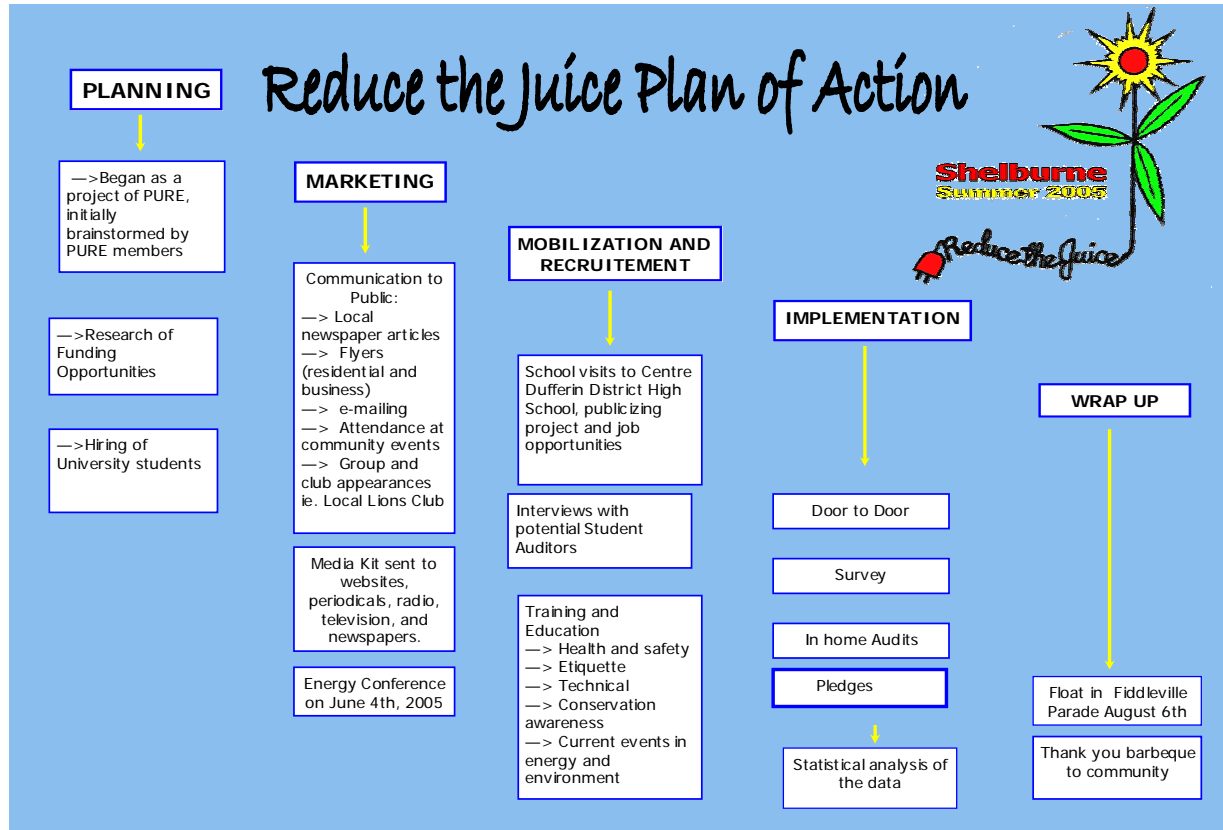 Reduce the Juice Plan of Action
Shelburne
Summer 2005
Reduce the Juice
PLANNING
—>Began as a
project of PURE,
initially
brainstormed by
PURE members
—>Research of
Funding
Opportunities
—>Hiring of
University students
MARKETING
Communication to
Public:
—> Local
newspaper articles
—> Flyers
(residential and
business)
—> e-mailing
—> Attendance at
community events
—> Group and
club appearances
ie. Local Lions Club
Media Kit sent to
websites,
periodicals, radio,
television, and
newspapers.
Energy Conference
on June 4th, 2005
MOBILIZATION AND
RECRUITEMENT
School visits to Centre
Dufferin District High
School, publicizing
project and job
opportunities
Interviews with
potential Student
Auditors
Training and
Education
—> Health and safety
—> Etiquette
—> Technical
—> Conservation
awareness
—> Current events in
energy and
environment
IMPLEMENTATION
Door to Door
Survey
In home Audits
Pledges
Statistical analysis of
the data
WRAP UP
Float in Fiddleville
Parade August 6th
Thank you barbeque
to community